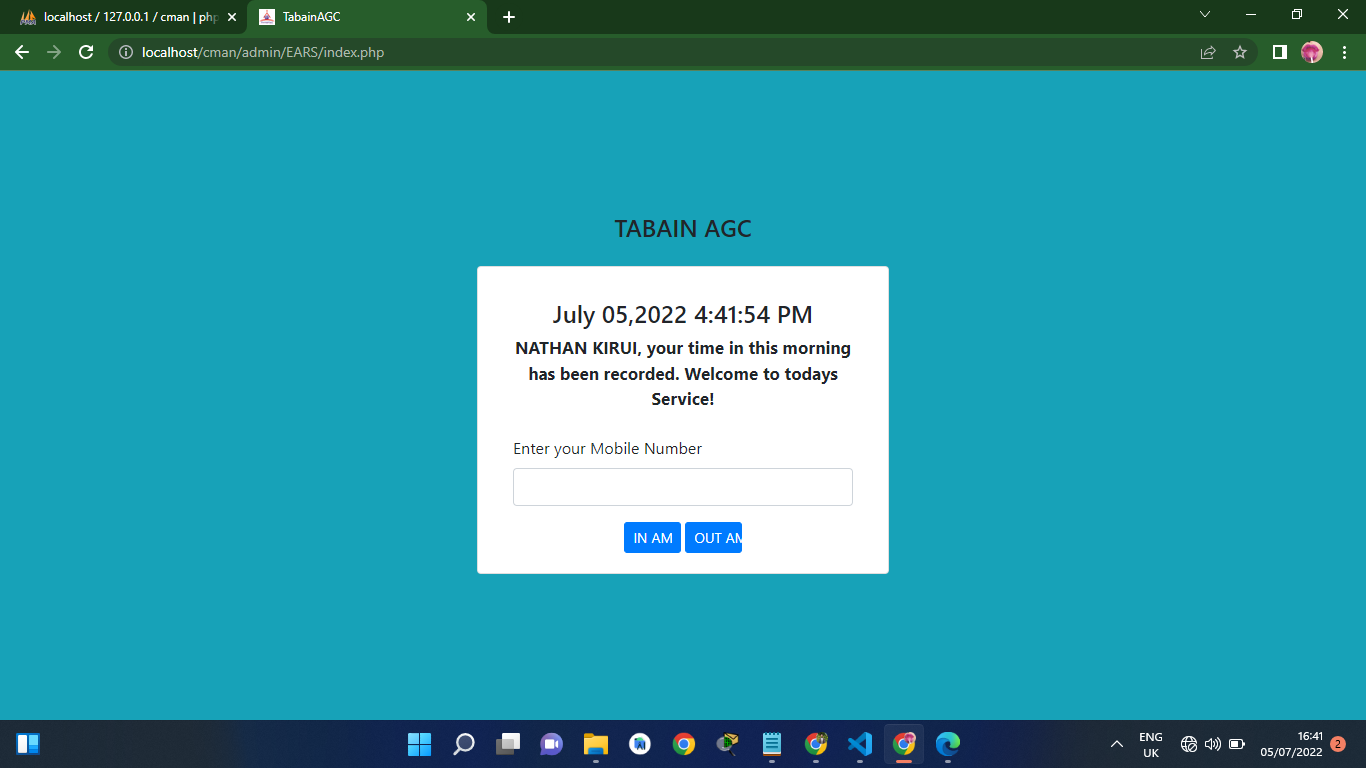 localhost / 127.0.0.1 / cman | php
TabainAGC
localhost/cman/admin/EARS/index.php
TABAIN AGC
July 05,2022 4:41:54 PM
NATHAN KIRUI, your time in this morning
has been recorded. Welcome to todays
Service!
Enter your Mobile Number
IN AM OUT AM
ENG
UK
16:41
05/07/2022
2